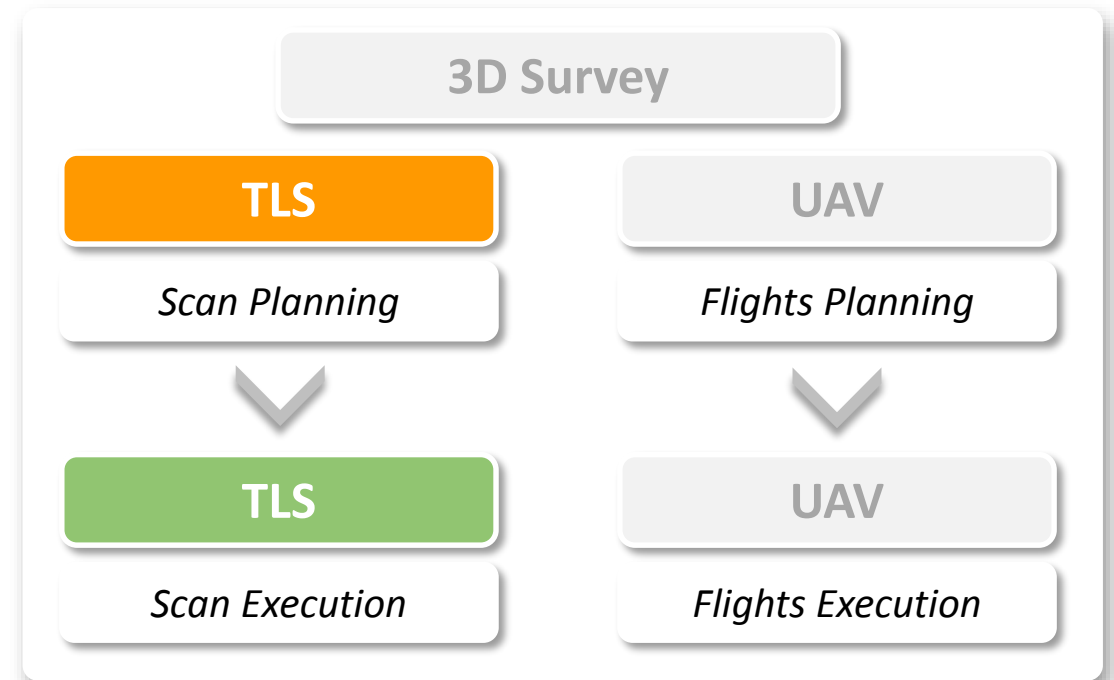 3D Survey
TLS
UAV
Scan Planning
Flights Planning
TLS
UAV
Scan Execution
Flights Execution